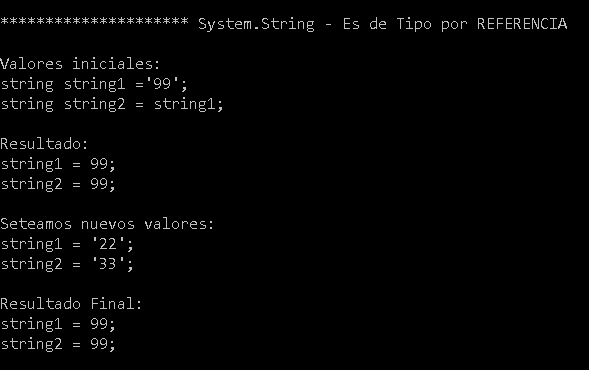 ********************* System.String - Es de Tipo por REFERENCIA
Valores iniciales:
string string1 ='99';
string string2 = string1;
Resultado:
string1 = 99;
string2 = 99;
Seteamos nuevos valores:
string1 = '22';
string2 = '33';
Resultado Final:
string1 = 99;
string2 = 99;